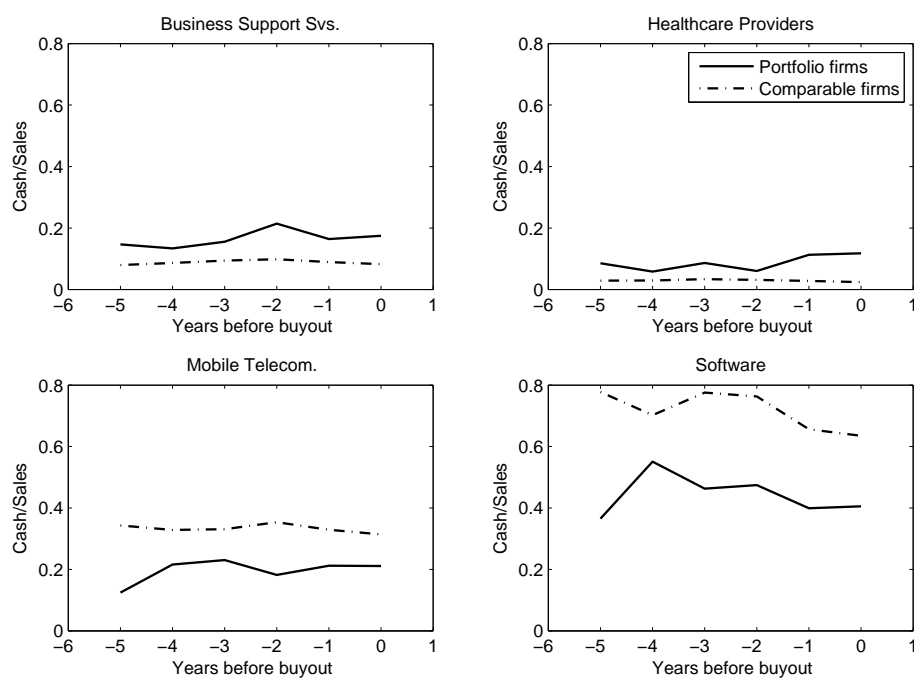 Business Support Svs.
0.8
0.6
0.4
0.2
0
Cash/Sales
−6 −5 −4 −3 −2 −1 0 1
Years before buyout
Healthcare Providers
Portfolio firms
Comparable firms
0.8
0.6
0.4
0.2
0
Cash/Sales
−6 −5 −4 −3 −2 −1 0 1
Years before buyout
Mobile Telecom.
0.8
0.6
0.4
0.2
0
Cash/Sales
−6 −5 −4 −3 −2 −1 0 1
Years before buyout
Software
0.8
0.6
0.4
0.2
0
Cash/Sales
−6 −5 −4 −3 −2 −1 0 1
Years before buyout